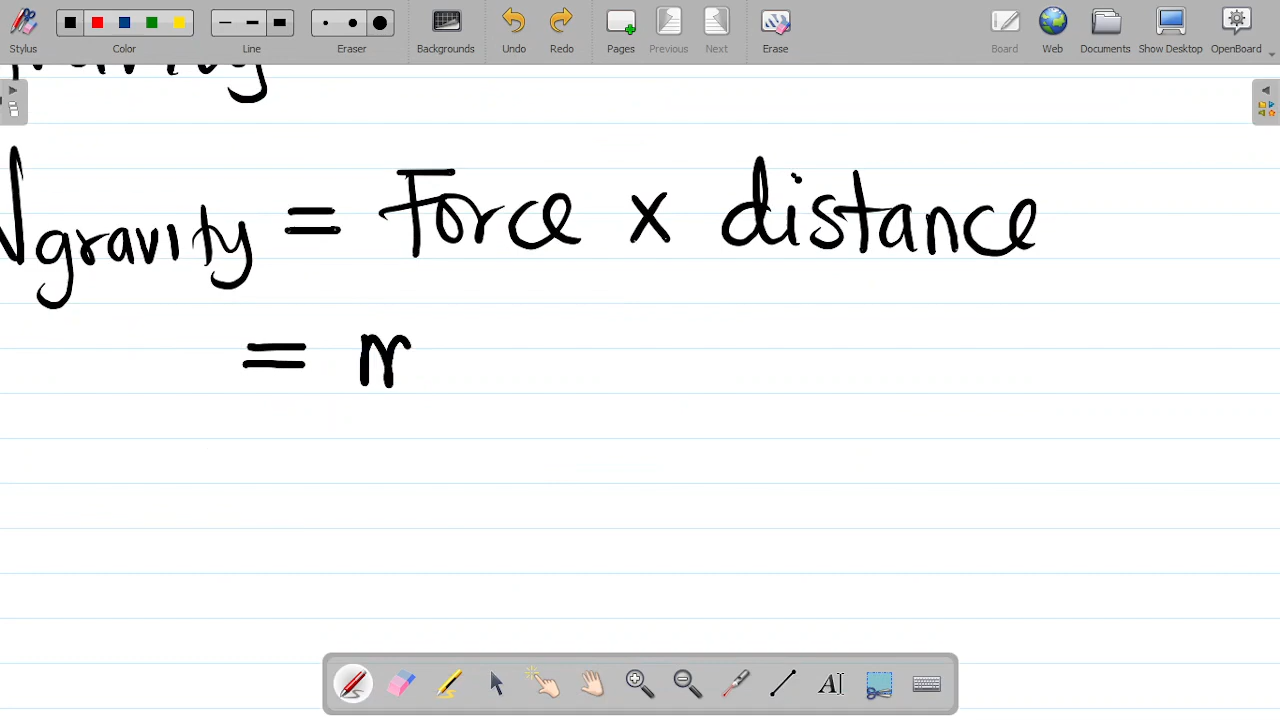 Stylus Color Line Eraser Backgrounds Undo Redo Pages Previous Next Erase Board Web Documents Show Desktop OpenBoard
gravity = Force x distance
=